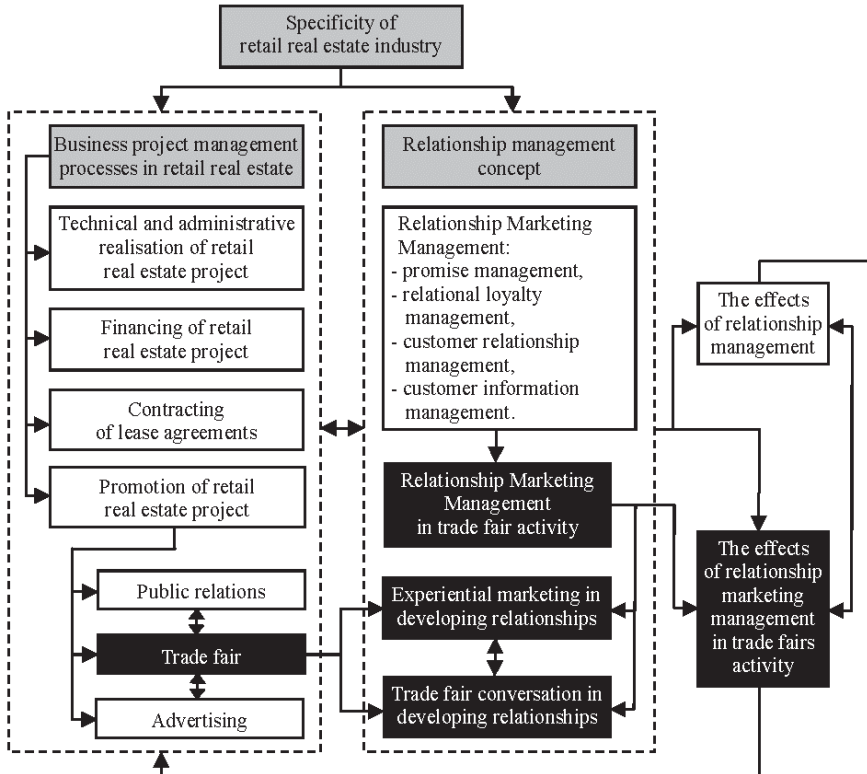 Specificity of
retail real estate industry
Business project management
processes in retail real estate
Technical and administrative
realisation of retail
real estate project
Financing of retail
real estate project
Contracting
of lease agreements
Promotion of retail
real estate project
Public relations
Trade fair
Advertising
Relationship management
concept
Relationship Marketing
Management:
- promise management,
- relational loyalty
management,
- customer relationship
management,
- customer information
management.
Relationship Marketing
Management
in trade fair activity
Experiential marketing in
developing relationships
Trade fair conversation in
developing relationships
The effects
of relationship
management
The effects
of relationship
marketing
management
in trade fairs
activity